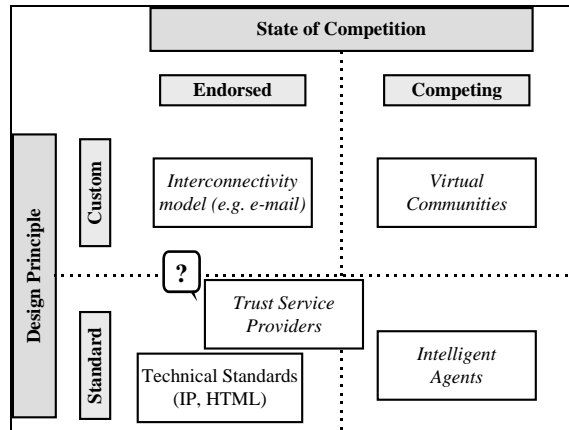 State of Competition
Endorsed
Competing
Design Principle
Custom
Interconnectivity
model (e.g. e-mail)
Virtual
Communities
?
Trust Service
Providers
Standard
Technical Standards
(IP, HTML)
Intelligent
Agents